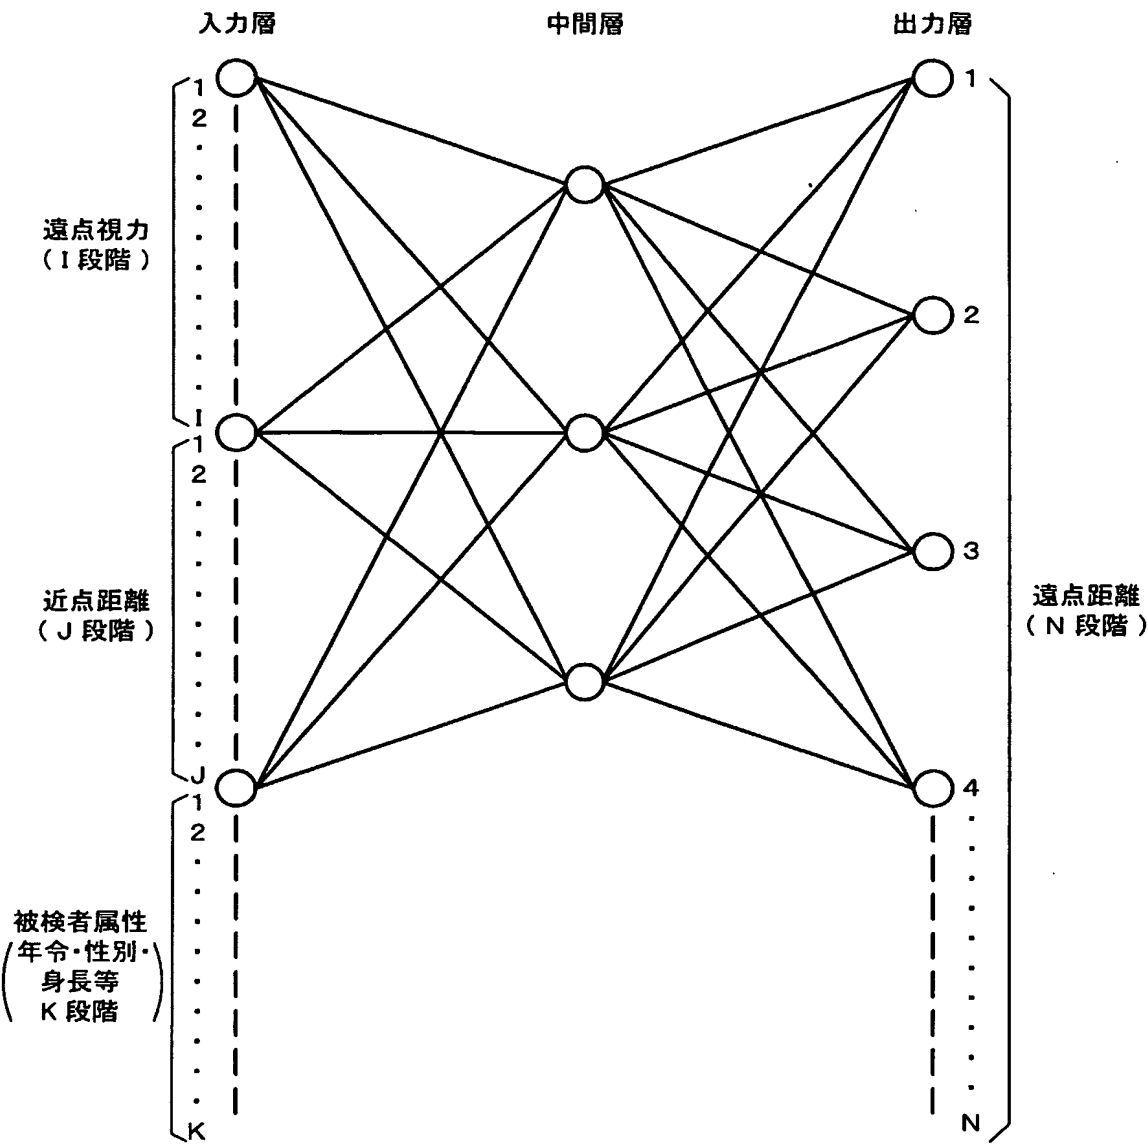 入力層
中間層
出力層
遠点視力
(I段階)
1
2
I
近点距離
(J段階)
1
2
J
被検者属性
(年令・性別・
身長等
K段階)
1
2
K
1
2
3
4
N
遠点距離
(N段階)